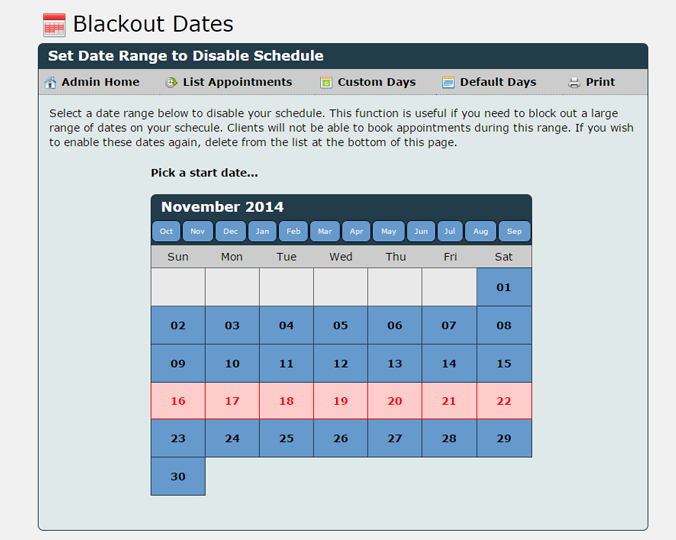 Blackout Dates
Set Date Range to Disable Schedule
Admin Home List Appointments Custom Days Default Days Print
Select a date range below to disable your schedule. This function is useful if you need to block out a large
range of dates on your schecule. Clients will not be able to book appointments during this range. If you wish
to enable these dates again, delete from the list at the bottom of this page.
Pick a start date...
November 2014
Oct Nov Dec Jan Feb Mar Apr May Jun Jul Aug Sep
Sun Mon Tue Wed Thu Fri Sat
01
02 03 04 05 06 07 08
09 10 11 12 13 14 15
16 17 18 19 20 21 22
23 24 25 26 27 28 29
30